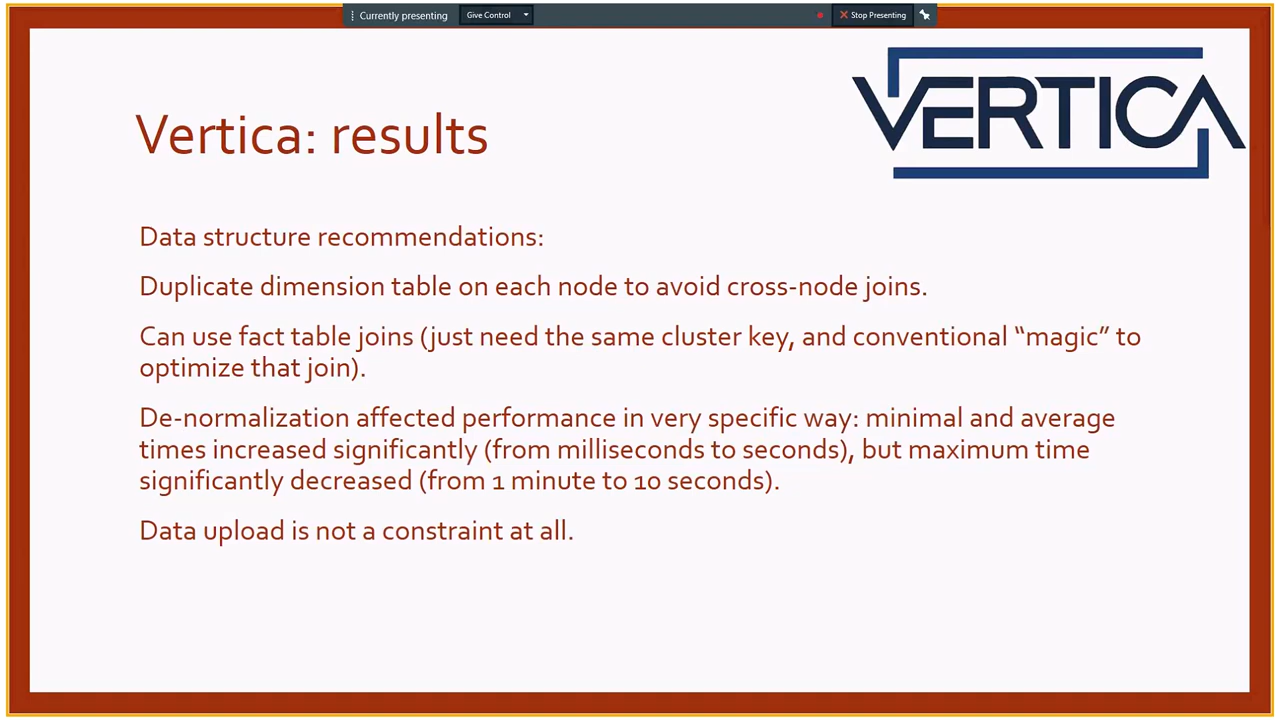 Currently presenting
Give Control
Stop Presenting
VERTICA
Vertica: results
Data structure recommendations:
Duplicate dimension table on each node to avoid cross-node joins.
Can use fact table joins (just need the same cluster key, and conventional “magic” to
optimize that join).
De-normalization affected performance in very specific way: minimal and average
times increased significantly (from milliseconds to seconds), but maximum time
significantly decreased (from 1 minute to 10 seconds).
Data upload is not a constraint at all.